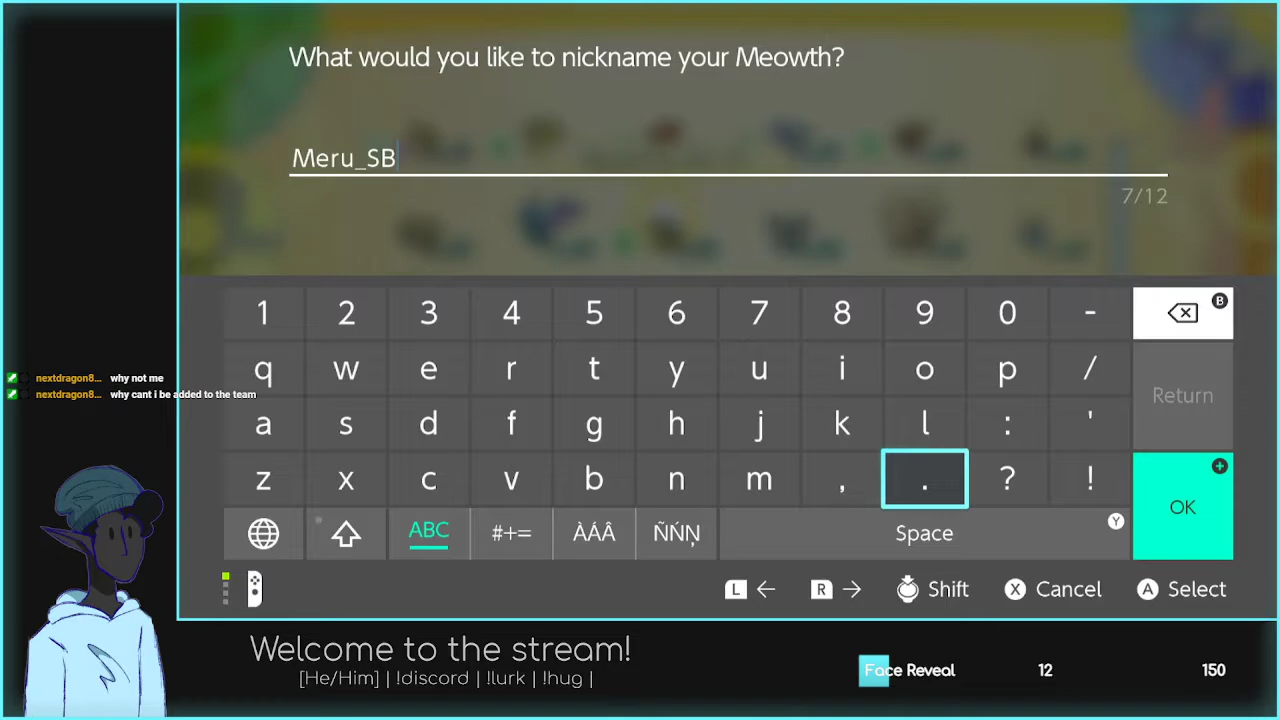 What would you like to nickname your Meowth?
Meru_SB
7/12
1 2 3 4 5 6 7 8 9 0 -
B
q w e r t y u i o p /
Return
a s d f g h j k l : '
z x c v b n m , . ? !
+
OK
ABC #+= ÀÁÂ ÑŃŅ Space Y
L ← R → Shift X Cancel A Select
nextdragon8... why not me
nextdragon8... why cant i be added to the team
Welcome to the stream!
[He/Him] | !discord | !lurk | !hug |
Face Reveal 12 150